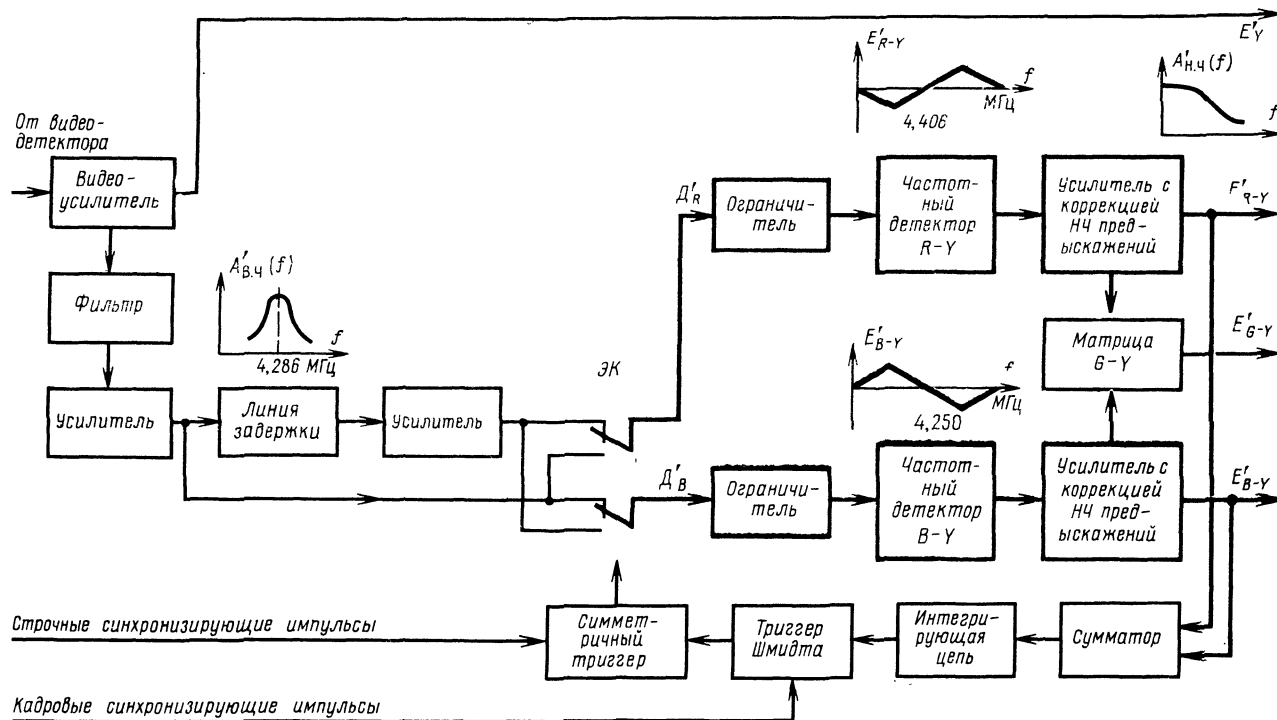 E'Y
E'R-Y
f
МГц
4,406
A'н.ч(f)
f
От видео-
детектора
Видео-
усилитель
Д'R
Ограничи-
тель
Частот-
ный
детектор
R-Y
Усилитель с
коррекцией
НЧ пред-
ыскажений
E'R-Y
Фильтр
A'в.ч(f)
f
4,286 МГц
ЭК
E'B-Y
f
МГц
4,250
Матрица
G-Y
E'G-Y
Усилитель
Линия
задержки
Усилитель
Д'B
Ограничи-
тель
Частот-
ный
детектор
B-Y
Усилитель с
коррекцией
НЧ пред-
ыскажений
E'B-Y
Строчные синхронизирующие импульсы
Симмет-
ричный
триггер
Триггер
Шмидта
Интегри-
рующая
цепь
Сумматор
Кадровые синхронизирующие импульсы